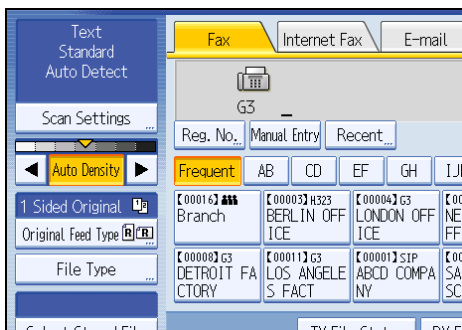 Text
Standard
Auto Detect
Scan Settings
Auto Density
1 Sided Original
Original Feed Type
File Type
Fax
Internet Fax
E-mail
G3
_
Reg. No.
Manual Entry
Recent
Frequent
AB
CD
EF
GH
【00016】
Branch
【00003】H323
BERLIN OFF
ICE
【00004】G3
LONDON OFF
ICE
【00008】G3
DETROIT FA
CTORY
【00011】G3
LOS ANGELE
S FACT
【00001】SIP
ABCD COMPA
NY